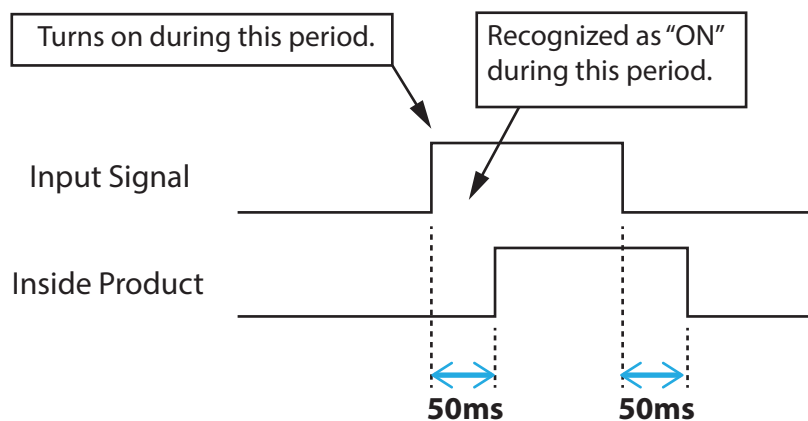 Turns on during this period.
Recognized as “ON”
during this period.
Input Signal
Inside Product
50ms
50ms